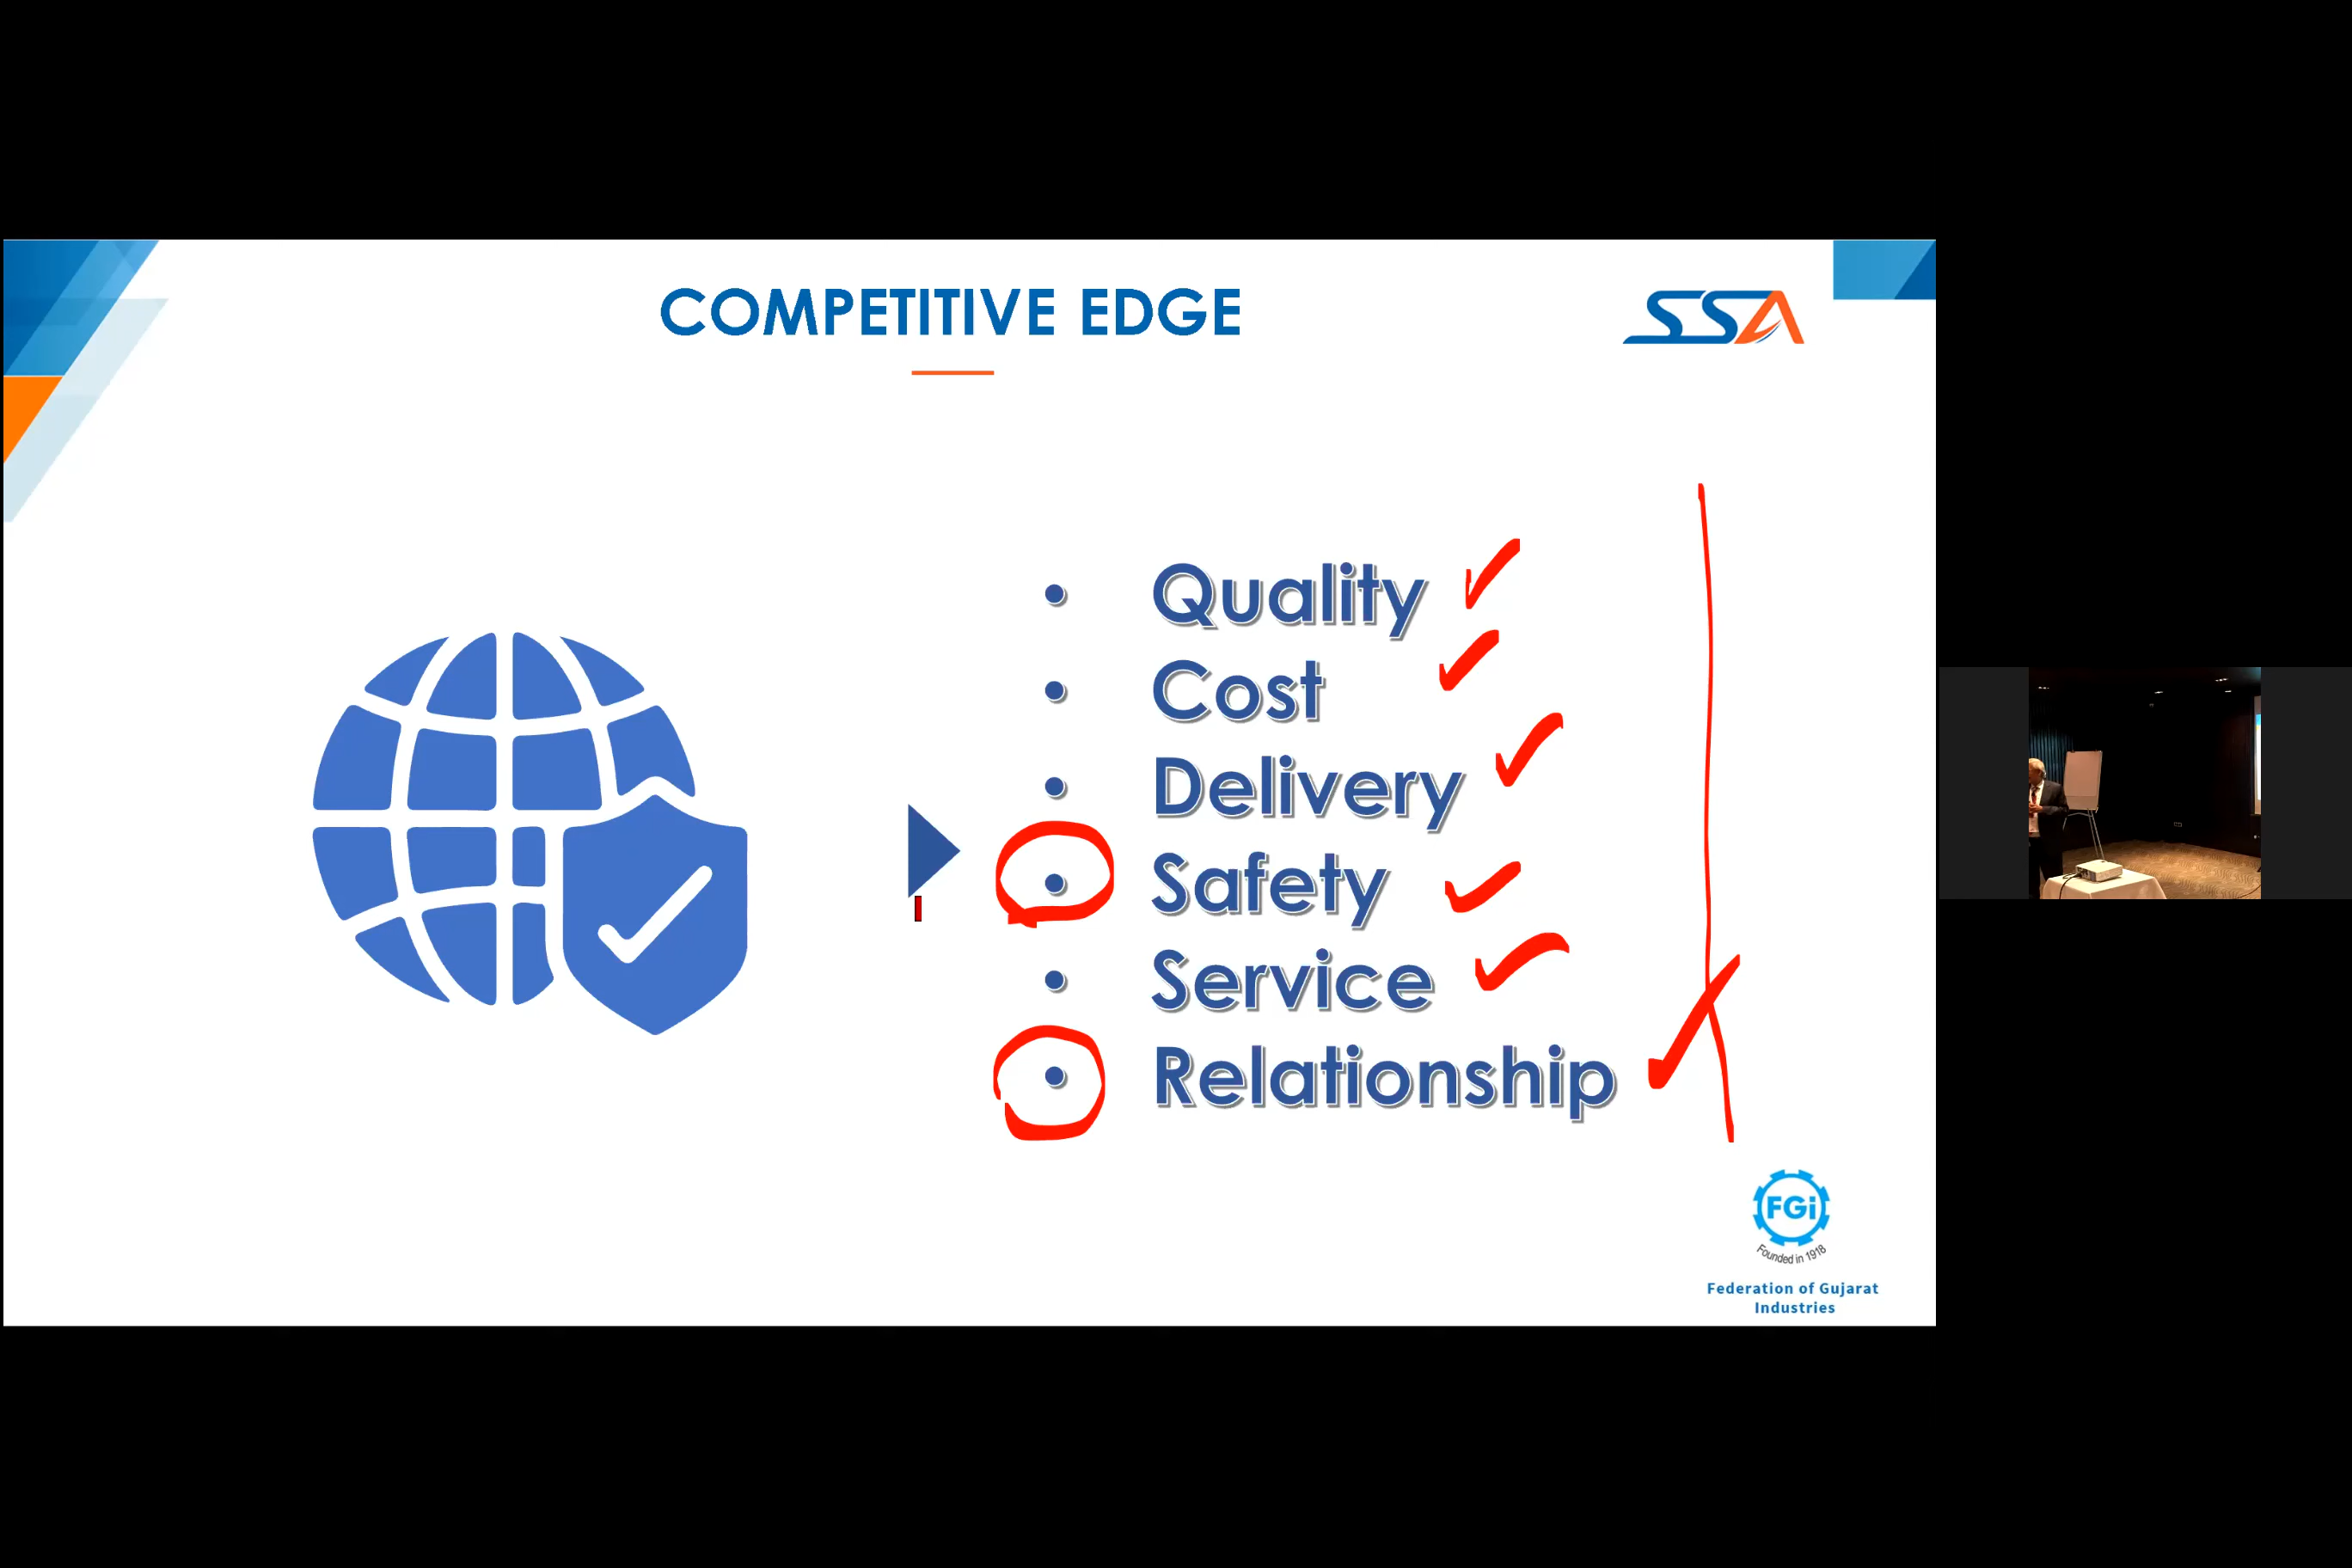 COMPETITIVE EDGE
SSA
• Quality
• Cost
• Delivery
• Safety
• Service
• Relationship
FGi
Founded in 1918
Federation of Gujarat
Industries